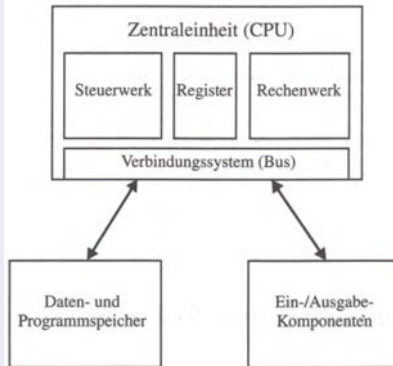 Zentraleinheit (CPU)
Steuerwerk
Register
Rechenwerk
Verbindungssystem (Bus)
Daten- und
Programmspeicher
Ein-/Ausgabe-
Komponenten